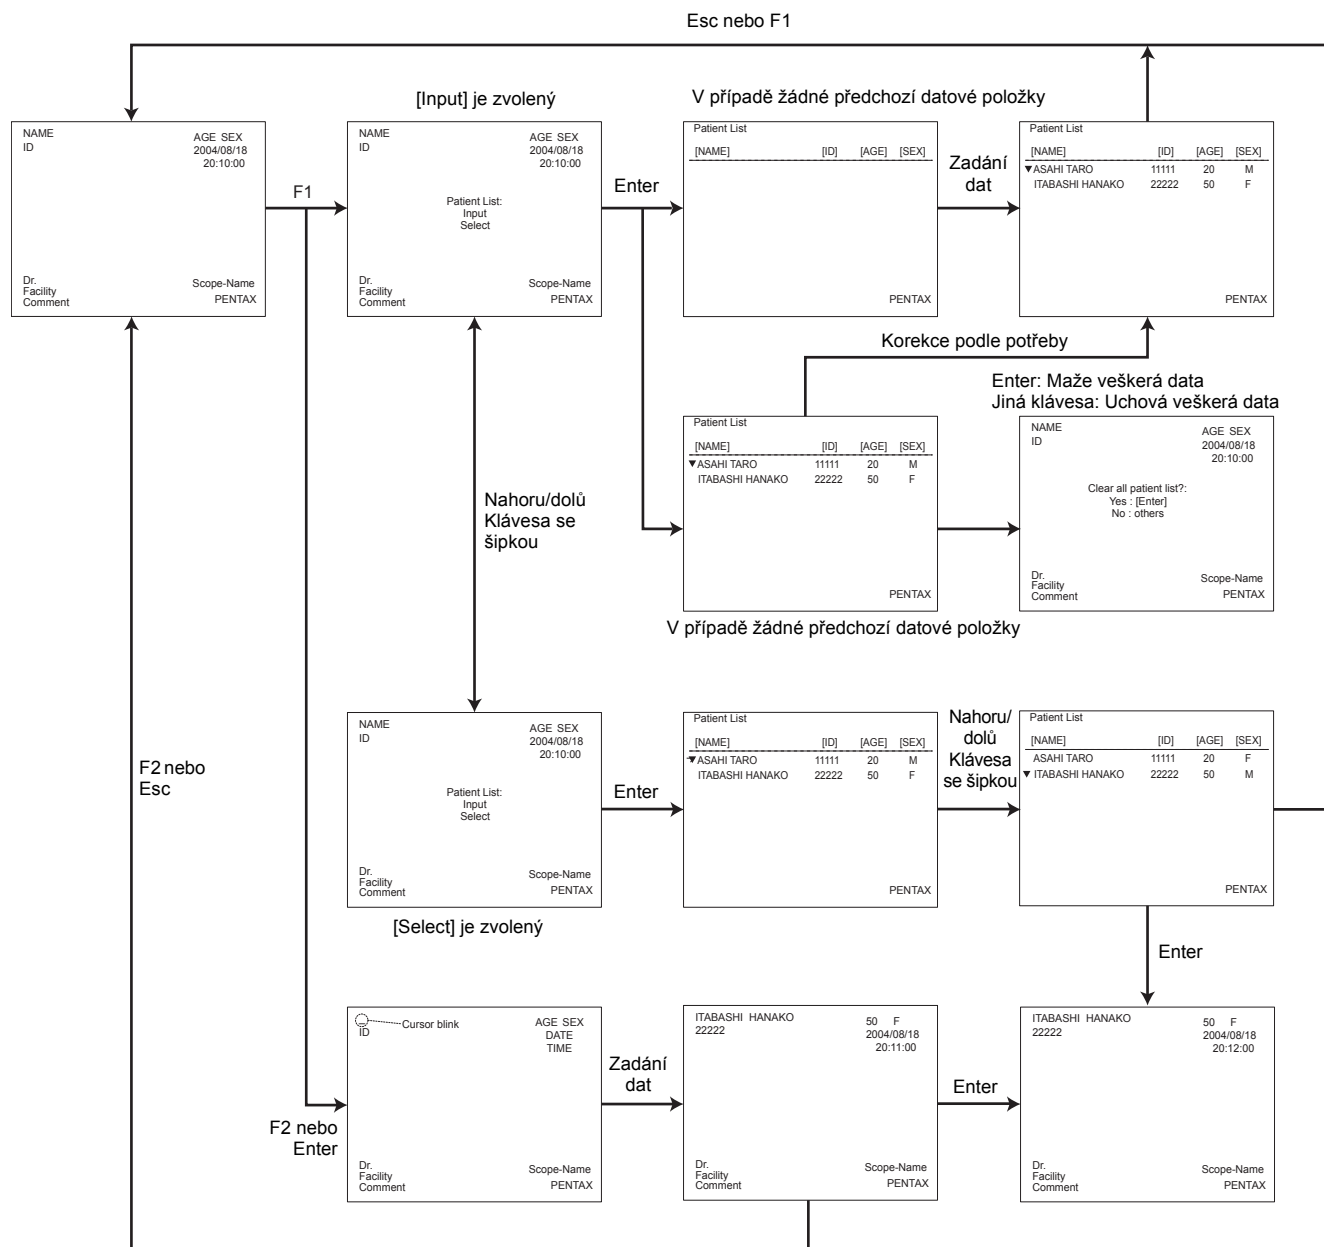 Esc nebo F1
[Input] je zvolený
V případě žádné předchozí datové položky
NAME
ID
AGE SEX
2004/08/18
20:10:00
Dr.
Facility
Comment
Scope-Name
PENTAX
F1
NAME
ID
AGE SEX
2004/08/18
20:10:00
Patient List:
Input
Select
Dr.
Facility
Comment
Scope-Name
PENTAX
Enter
Patient List
[NAME] [ID] [AGE] [SEX]
PENTAX
Zadání
dat
Patient List
[NAME] [ID] [AGE] [SEX]
▼ASAHI TARO 11111 20 M
ITABASHI HANAKO 22222 50 F
PENTAX
Korekce podle potřeby
Enter: Maže veškerá data
Jiná klávesa: Uchová veškerá data
Patient List
[NAME] [ID] [AGE] [SEX]
▼ASAHI TARO 11111 20 M
ITABASHI HANAKO 22222 50 F
PENTAX
NAME
ID
AGE SEX
2004/08/18
20:10:00
Clear all patient list?:
Yes : [Enter]
No : others
Dr.
Facility
Comment
Scope-Name
PENTAX
V případě žádné předchozí datové položky
Nahoru/dolů
Klávesa se
šipkou
F2 nebo
Esc
NAME
ID
AGE SEX
2004/08/18
20:10:00
Patient List:
Input
Select
Dr.
Facility
Comment
Scope-Name
PENTAX
[Select] je zvolený
Enter
Patient List
[NAME] [ID] [AGE] [SEX]
▼ASAHI TARO 11111 20 M
ITABASHI HANAKO 22222 50 F
PENTAX
Nahoru/
dolů
Klávesa
se šipkou
Patient List
[NAME] [ID] [AGE] [SEX]
ASAHI TARO 11111 20 F
▼ ITABASHI HANAKO 22222 50 M
PENTAX
Enter
F2 nebo
Enter
Cursor blink
ID
AGE SEX
DATE
TIME
Dr.
Facility
Comment
Scope-Name
PENTAX
Zadání
dat
ITABASHI HANAKO
22222
50 F
2004/08/18
20:11:00
Dr.
Facility
Comment
Scope-Name
PENTAX
Enter
ITABASHI HANAKO
22222
50 F
2004/08/18
20:12:00
Dr.
Facility
Comment
Scope-Name
PENTAX